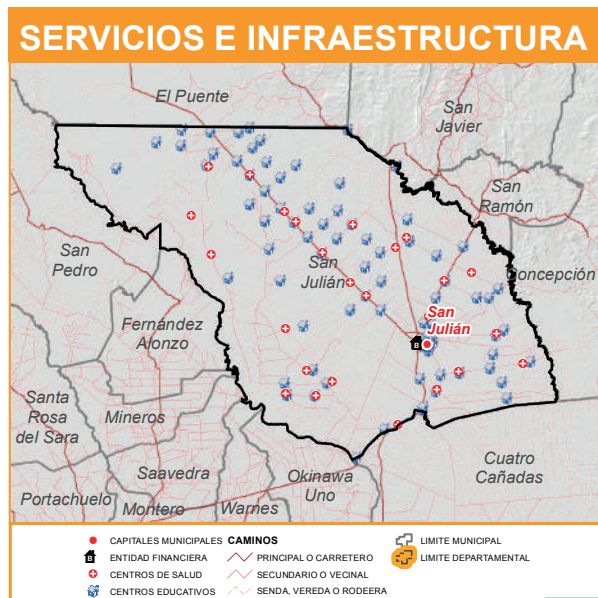 SERVICIOS E INFRAESTRUCTURA
El Puente
San
Javier
San
Ramón
San
Pedro
Concepción
San
Julián
San
Julián
B
Fernández
Alonzo
Santa
Rosa
del Sara
Mineros
Saavedra
Okinawa
Uno
Cuatro
Cañadas
Portachuelo
Montero
Warnes
CAPITALES MUNICIPALES
B ENTIDAD FINANCIERA
CENTROS DE SALUD
CENTROS EDUCATIVOS
CAMINOS
PRINCIPAL O CARRETERO
SECUNDARIO O VECINAL
SENDA, VEREDA O RODEERA
LIMITE MUNICIPAL
LIMITE DEPARTAMENTAL